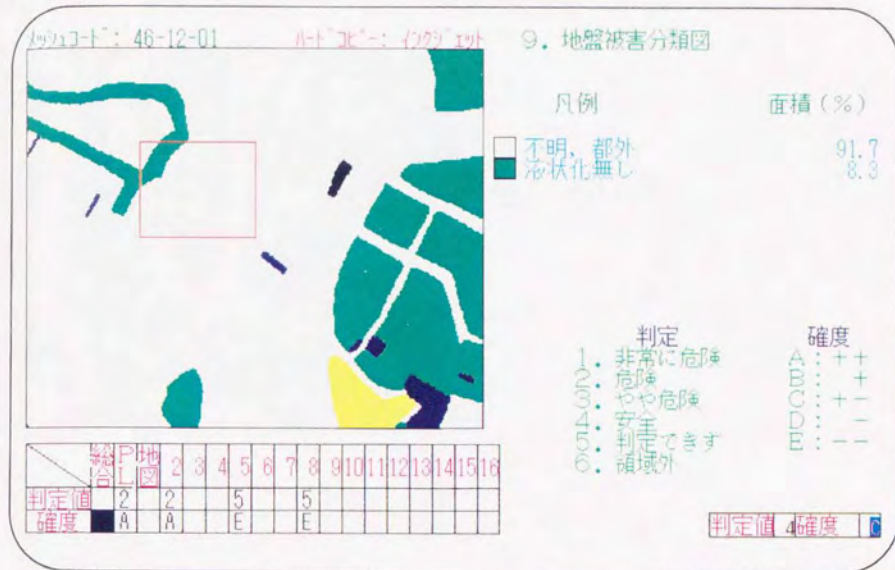 メッシュコード: 46-12-01
ハードコピー: インクジェット
9. 地盤被害分類図
凡例 面積(%)
不明、都外 91.7
液状化無し 8.3
判定 確度
1. 非常に危険 A:++
2. 危険 B: +
3. やや危険 C:+-
4. 安全 D: -
5. 判定できず E:--
6. 領域外
総合 PL 地図 2 3 4 5 6 7 8 9 10 11 12 13 14 15 16
判定値 2 2 5 5
確度 A A E E
判定値 4 確度 C